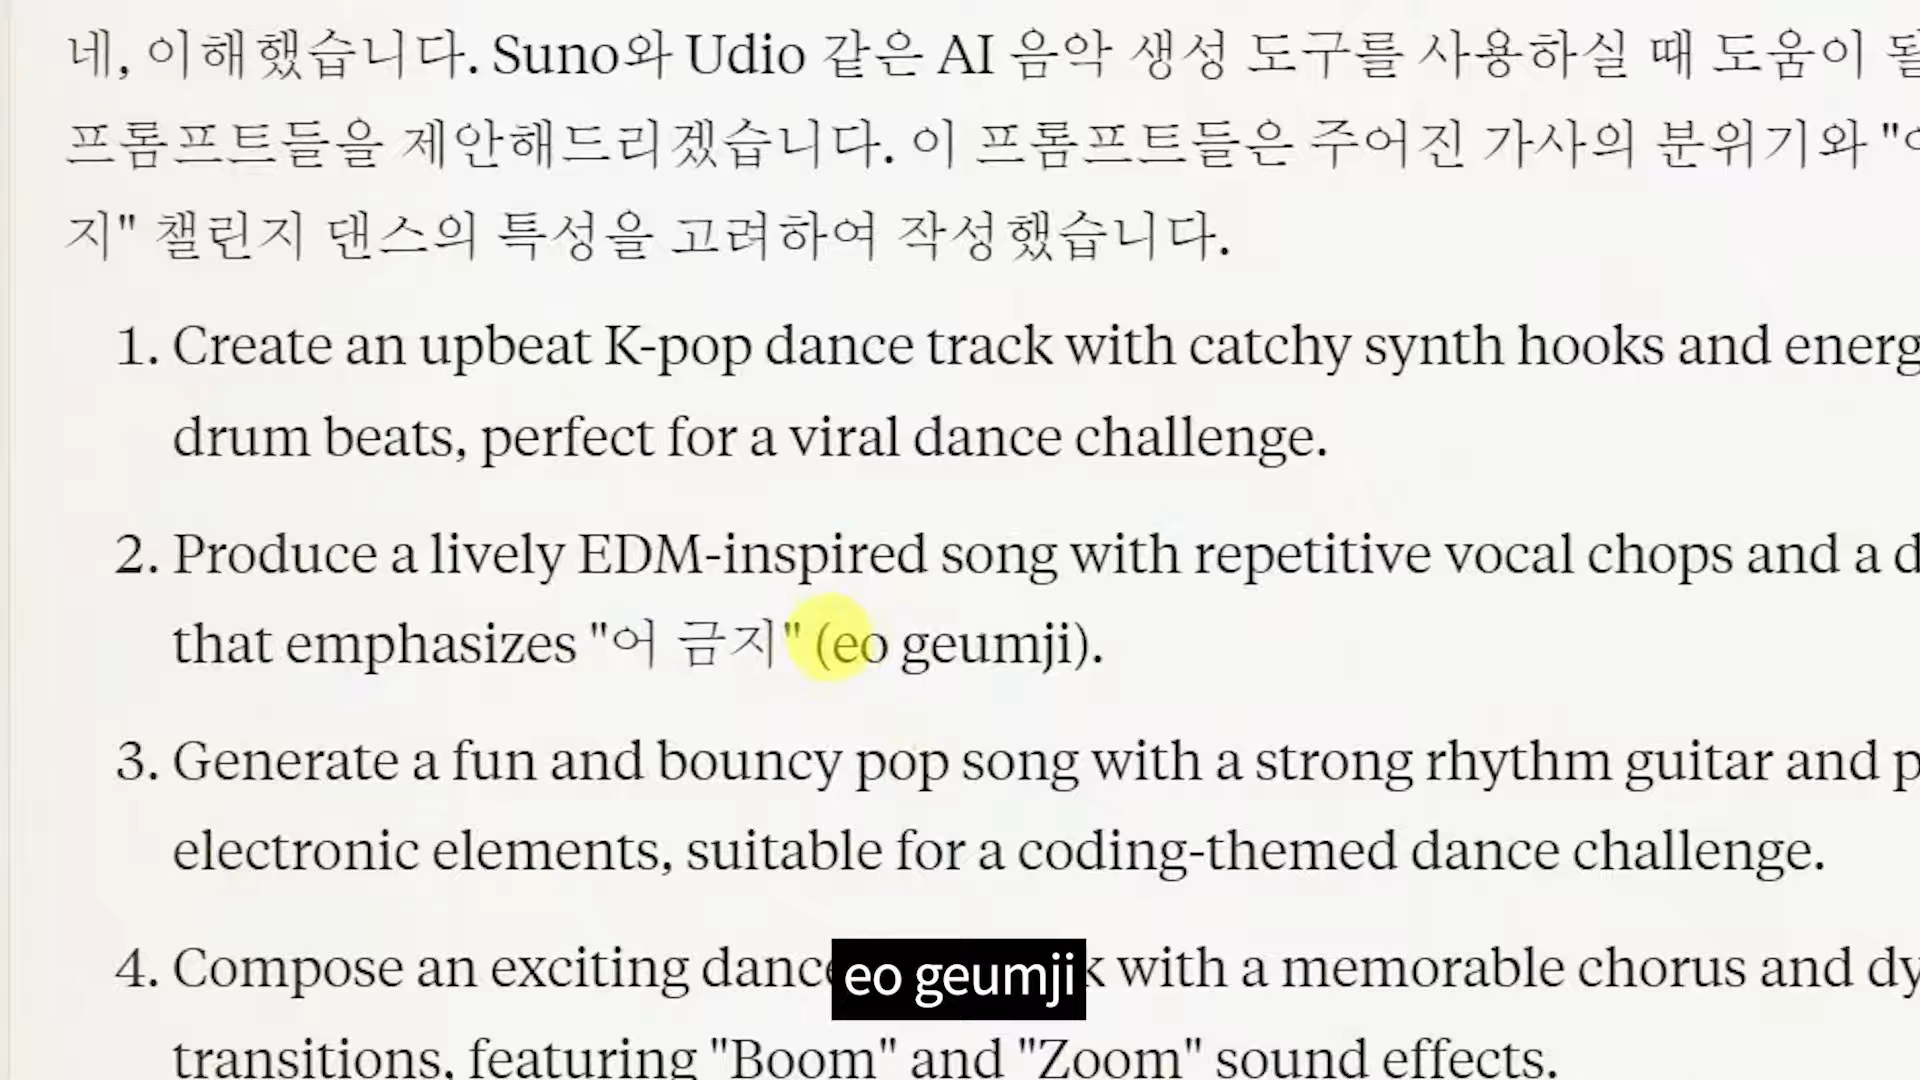 네, 이해했습니다. Suno와 Udio 같은 AI 음악 생성 도구를 사용하실 때 도움이 될
프롬프트들을 제안해드리겠습니다. 이 프롬프트들은 주어진 가사의 분위기와 "
지" 챌린지 댄스의 특성을 고려하여 작성했습니다.
1. Create an upbeat K-pop dance track with catchy synth hooks and
drum beats, perfect for a viral dance challenge.
2. Produce a lively EDM-inspired song with repetitive vocal chops and a
that emphasizes "어 금지" (eo geumji).
3. Generate a fun and bouncy pop song with a strong rhythm guitar and
electronic elements, suitable for a coding-themed dance challenge.
4. Compose an exciting with a memorable chorus and
eo geumji
transitions, featuring "Boom" and "Zoom" sound effects.